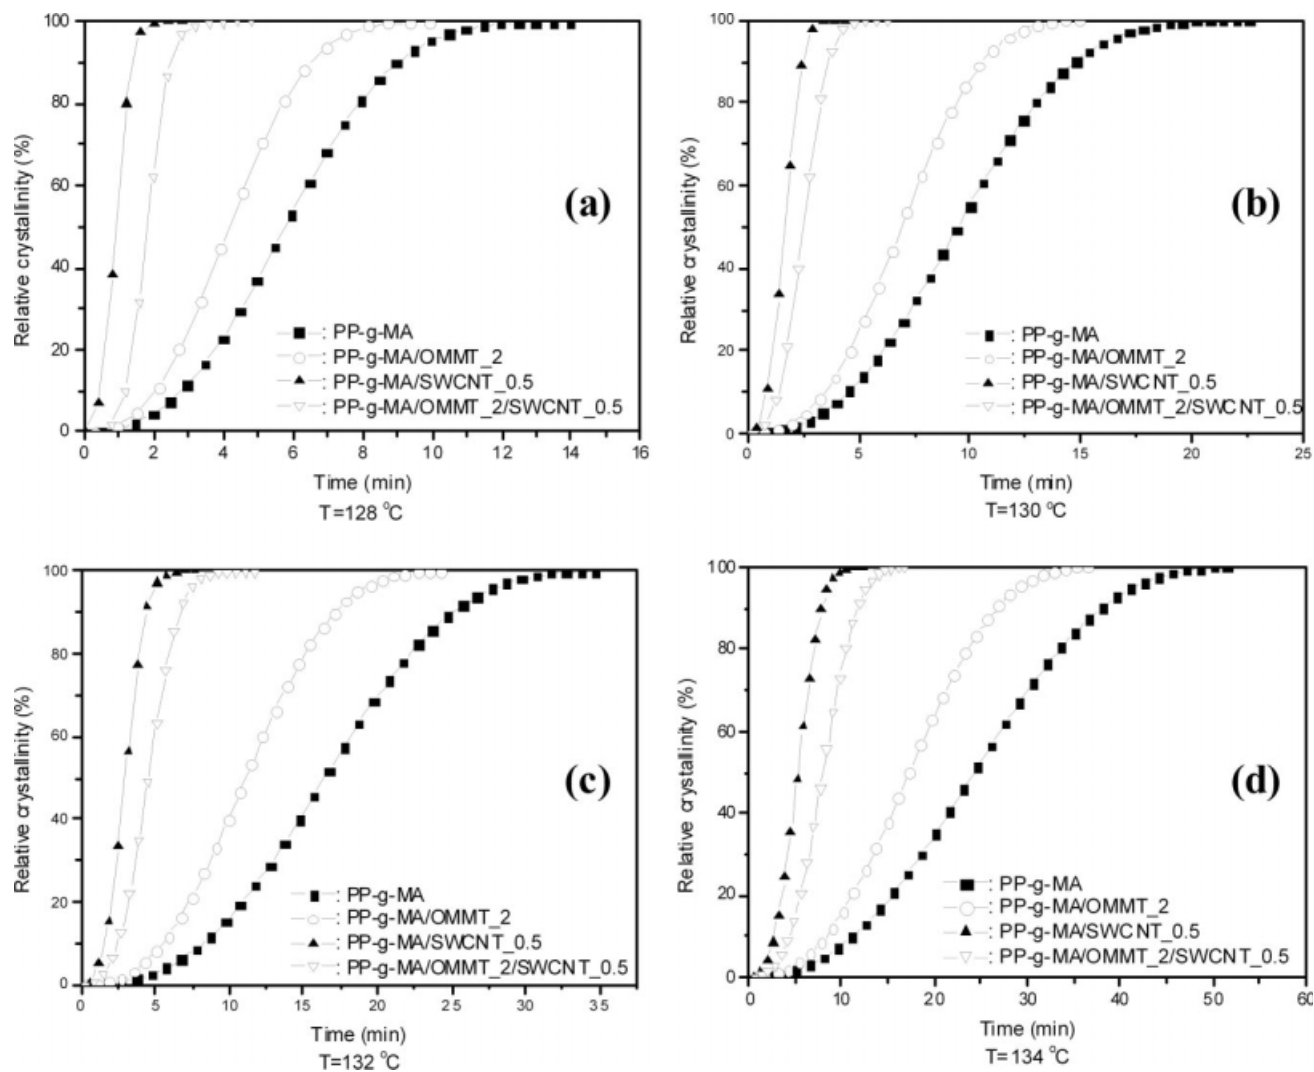 100
80
60
40
20
0
Relative crystallinity (%)
(a)
■: PP-g-MA
○: PP-g-MA/OMMT_2
▲: PP-g-MA/SWCNT_0.5
▽: PP-g-MA/OMMT_2/SWCNT_0.5
0 2 4 6 8 10 12 14 16
Time (min)
T=128 °C
100
80
60
40
20
0
Relative crystallinity (%)
(b)
■: PP-g-MA
○: PP-g-MA/OMMT_2
▲: PP-g-MA/SWCNT_0.5
▽: PP-g-MA/OMMT_2/SWCNT_0.5
0 5 10 15 20 25
Time (min)
T=130 °C
100
80
60
40
20
0
Relative crystallinity (%)
(c)
■: PP-g-MA
○: PP-g-MA/OMMT_2
▲: PP-g-MA/SWCNT_0.5
▽: PP-g-MA/OMMT_2/SWCNT_0.5
0 5 10 15 20 25 30 35
Time (min)
T=132 °C
100
80
60
40
20
0
Relative crystallinity (%)
(d)
■: PP-g-MA
○: PP-g-MA/OMMT_2
▲: PP-g-MA/SWCNT_0.5
▽: PP-g-MA/OMMT_2/SWCNT_0.5
0 10 20 30 40 50 60
Time (min)
T=134 °C